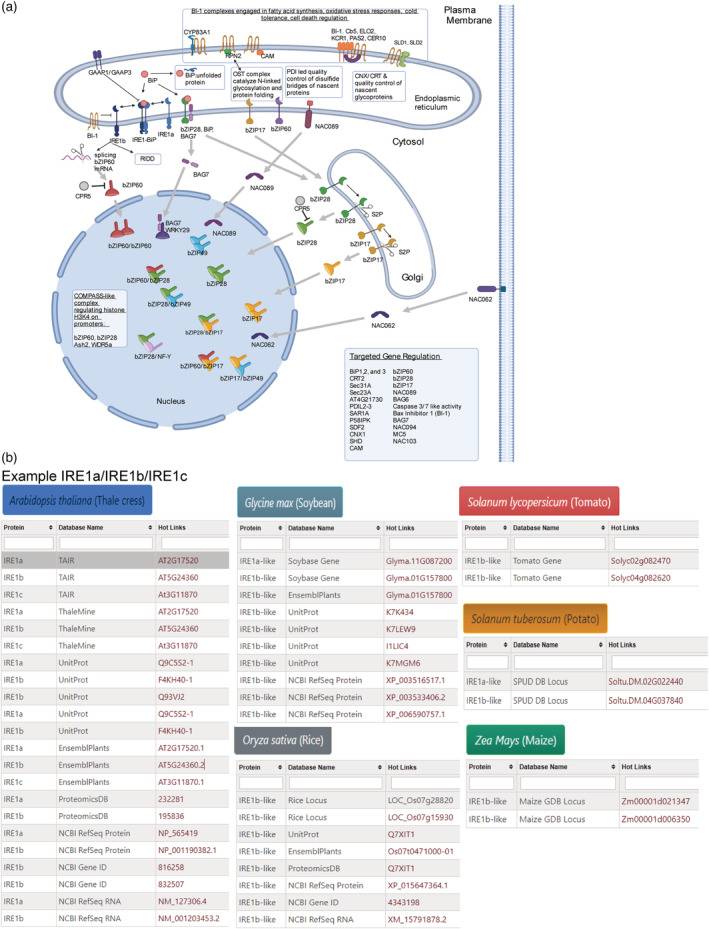 (a)
BI-1 complexes engaged in fatty acid synthesis, oxidative stress responses, cold
tolerance, cell death regulation
Plasma
Membrane
CYP83A1
RPN2
CAM
BI-1, Cb5, ELO2,
KCR1, PAS2, CER10
SLD1, SLD2
GAAP1/GAAP3
BiP
BiP:unfolded
protein
OST complex
catalyze N-linked
glycosylation and
protein folding
PDI led quality
control of disulfide
bridges of nascent
proteins
CNX/CRT &
quality control of
nascent
glycoproteins
Endoplasmic
reticulum
BI-1
IRE1b
IRE1-BiP
IRE1a
bZIP28, BiP,
BAG7
bZIP17
bZIP60
NAC089
Cytosol
splicing
bZIP60
mRNA
RIDD
CPR5
bZIP60
BAG7
NAC089
bZIP28
CPR5
bZIP28
S2P
bZIP28
bZIP17
S2P
bZIP17
Golgi
bZIP60/bZIP60
BAG7
WRKY29
NAC089
bZIP49
bZIP60/bZIP28
bZIP28
bZIP28/bZIP49
COMPASS-like
complex
regulating histone
H3K4 on
promoters.
bZIP60, bZIP28
Ash2, WDR5a
bZIP28/bZIP17
bZIP17
NAC062
NAC062
NAC062
bZIP28/NF-Y
bZIP60/bZIP17
bZIP17/bZIP49
Nucleus
Targeted Gene Regulation
BiP1,2, and 3 bZIP60
CRT2 bZIP28
Sec31A bZIP17
Sec23A NAC089
AT4G21730 BAG6
PDIL2-3 Caspase 3/7 like activity
SAR1A Bax Inhibitor 1 (BI-1)
P58IPK BAG7
SDF2 NAC094
CNX1 MC5
SHD NAC103
CAM
(b)
Example IRE1a/IRE1b/IRE1c
Arabidopsis thaliana (Thale cress)
Protein Database Name Hot Links
IRE1a TAIR AT2G17520
IRE1b TAIR AT5G24360
IRE1c TAIR At3G11870
IRE1a ThaleMine AT2G17520
IRE1b ThaleMine AT5G24360
IRE1c ThaleMine At3G11870
IRE1a UnitProt Q9C5S2-1
IRE1b UnitProt F4KH40-1
IRE1b UnitProt Q93VJ2
IRE1a UnitProt Q9C5S2-1
IRE1b UnitProt F4KH40-1
IRE1a EnsemblPlants AT2G17520.1
IRE1b EnsemblPlants AT5G24360.2
IRE1c EnsemblPlants AT3G11870.1
IRE1a ProteomicsDB 232281
IRE1b ProteomicsDB 195836
IRE1a NCBI RefSeq Protein NP_565419
IRE1b NCBI RefSeq Protein NP_001190382.1
IRE1b NCBI Gene ID 816258
IRE1b NCBI Gene ID 832507
IRE1a NCBI RefSeq RNA NM_127306.4
IRE1b NCBI RefSeq RNA NM_001203453.2
Glycine max (Soybean)
Protein Database Name Hot Links
IRE1a-like Soybase Gene Glyma.11G087200
IRE1b-like Soybase Gene Glyma.01G157800
IRE1b-like EnsemblPlants Glyma.01G157800
IRE1b-like UnitProt K7K434
IRE1b-like UnitProt K7LEW9
IRE1b-like UnitProt I1LIC4
IRE1b-like UnitProt K7MGM6
IRE1b-like NCBI RefSeq Protein XP_003516517.1
IRE1b-like NCBI RefSeq Protein XP_003533406.2
IRE1b-like NCBI RefSeq Protein XP_006590757.1
Oryza sativa (Rice)
Protein Database Name Hot Links
IRE1b-like Rice Locus LOC_Os07g28820
IRE1b-like Rice Locus LOC_Os07g15930
IRE1b-like UnitProt Q7XIT1
IRE1b-like EnsemblPlants Os07t0471000-01
IRE1b-like ProteomicsDB Q7XIT1
IRE1b-like NCBI RefSeq Protein XP_015647364.1
IRE1b-like NCBI Gene ID 4343198
IRE1b-like NCBI RefSeq RNA XM_15791878.2
Solanum lycopersicum (Tomato)
Protein Database Name Hot Links
IRE1b-like Tomato Gene Solyc02g082470
IRE1b-like Tomato Gene Solyc04g082620
Solanum tuberosum (Potato)
Protein Database Name Hot Links
IRE1a-like SPUD DB Locus Soltu.DM.02G022440
IRE1b-like SPUD DB Locus Soltu.DM.04G037840
Zea Mays (Maize)
Protein Database Name Hot Links
IRE1b-like Maize GDB Locus Zm00001d021347
IRE1b-like Maize GDB Locus Zm00001d006350